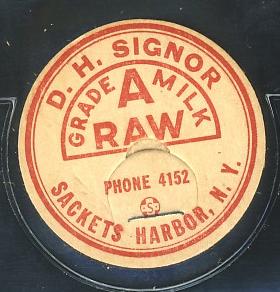 D. H. SIGNOR
GRADE A MILK
RAW
PHONE 4152
S
SACKETS HARBOR, N. Y.